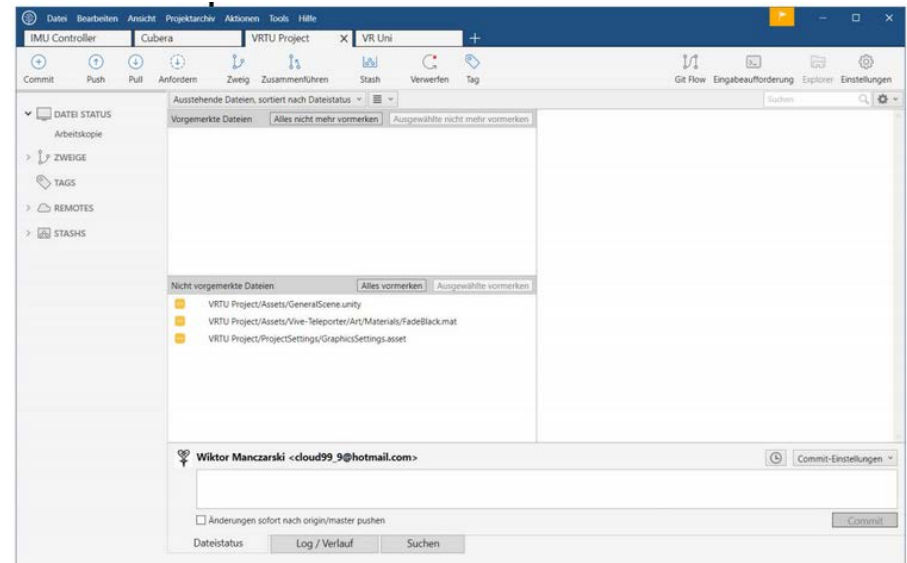 Datei Bearbeiten Ansicht Projektarchiv Aktionen Tools Hilfe
IMU Controller Cubera VRTU Project VR Uni
Commit Push Pull Anfordern Zweig Zusammenführen Stash Verwerfen Tag Git Flow Eingabeaufforderung Explorer Einstellungen
Ausstehende Dateien, sortiert nach Dateistatus Suchen
DATEI STATUS
Arbeitskopie
ZWEIGE
TAGS
REMOTES
STASHS
Vorgemerkte Dateien Alles nicht mehr vormerken Ausgewählte nicht mehr vormerken
Nicht vorgemerkte Dateien Alles vormerken Ausgewählte vormerken
VRTU Project/Assets/GeneralScene.unity
VRTU Project/Assets/Vive-Teleporter/Art/Materials/FadeBlack.mat
VRTU Project/ProjectSettings/GraphicsSettings.asset
Wiktor Manczarski <cloud99_9@hotmail.com> Commit-Einstellungen
Änderungen sofort nach origin/master pushen Commit
Dateistatus Log / Verlauf Suchen